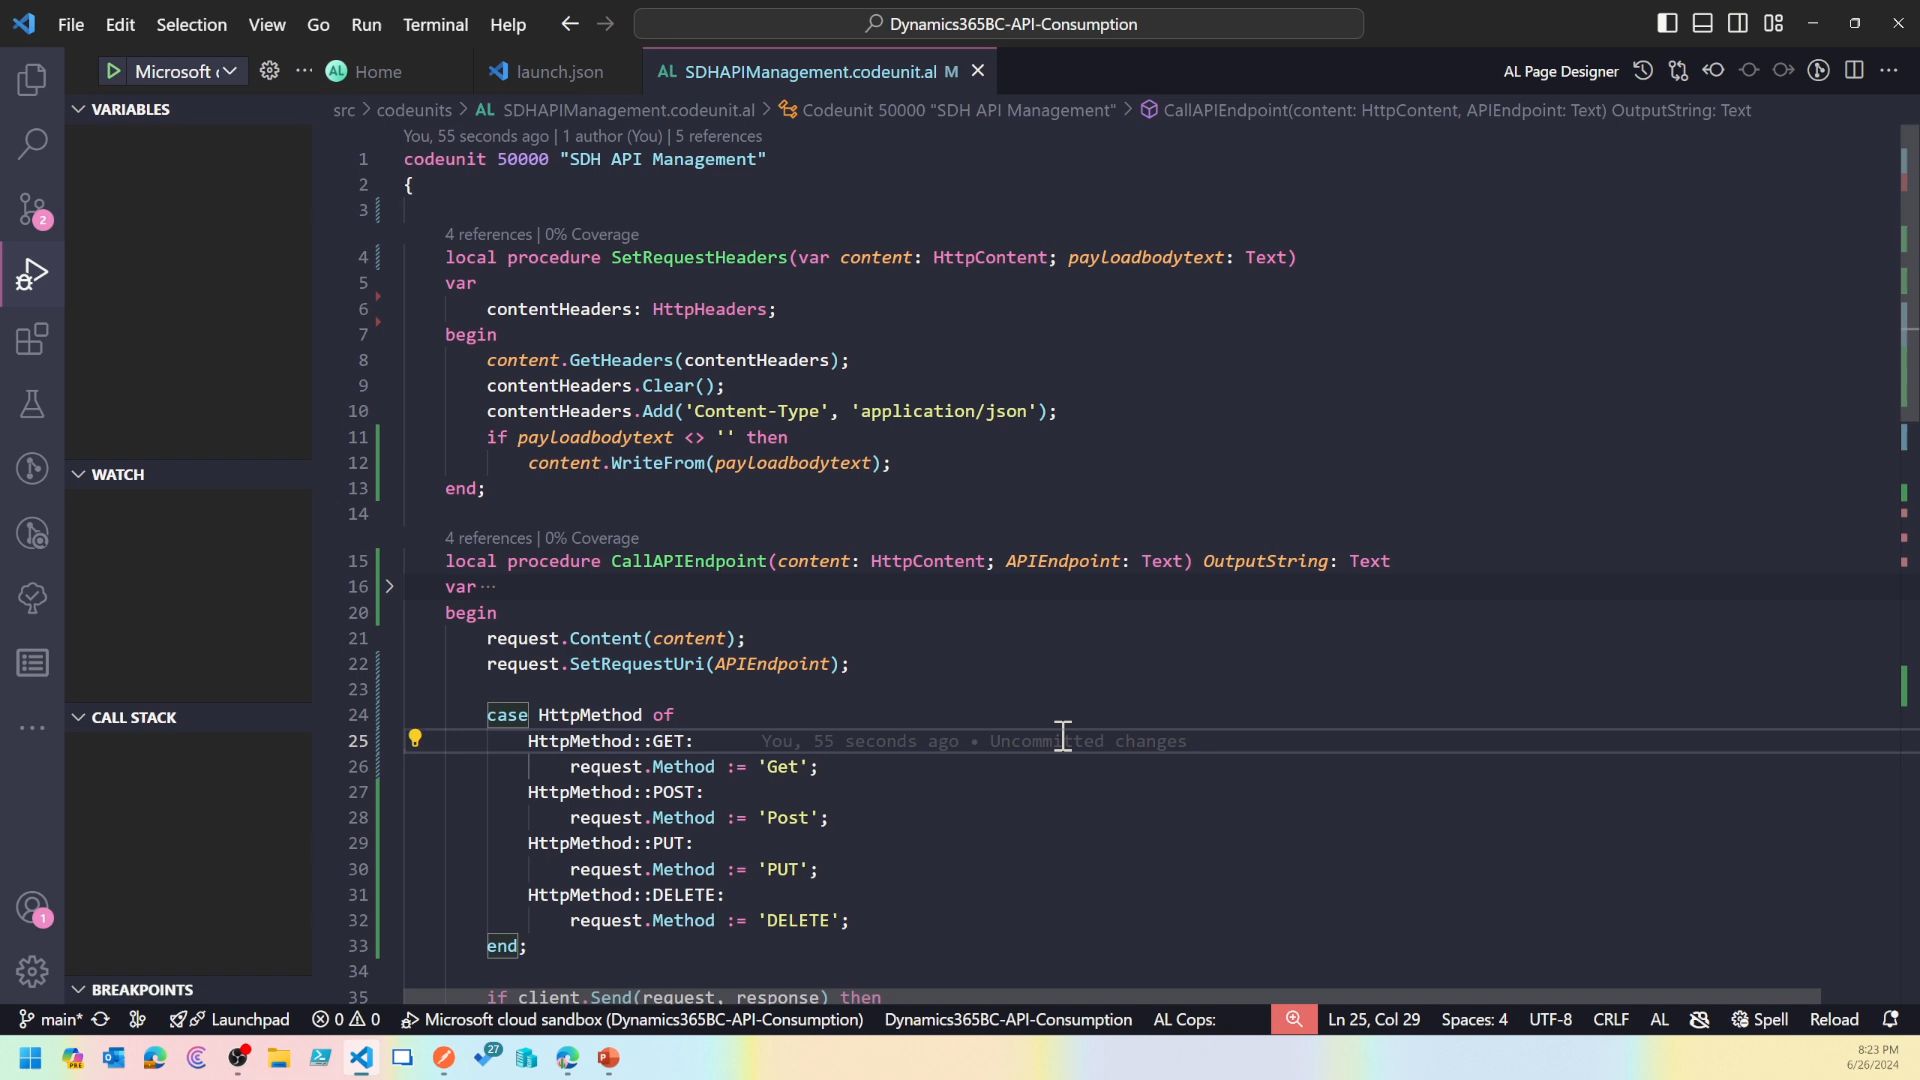 File Edit Selection View Go Run Terminal Help
Dynamics365BC-API-Consumption
Microsoft (
AL Home
launch.json
AL SDHAPIManagement.codeunit.al M
AL Page Designer
VARIABLES
src > codeunits > AL SDHAPIManagement.codeunit.al > Codeunit 50000 "SDH API Management" > CallAPIEndpoint(content: HttpContent, APIEndpoint: Text) OutputString: Text
You, 55 seconds ago | 1 author (You) | 5 references
1 codeunit 50000 "SDH API Management"
2 {
3
4 references | 0% Coverage
4 local procedure SetRequestHeaders(var content: HttpContent; payloadbodytext: Text)
5 var
6 contentHeaders: HttpHeaders;
7 begin
8 content.GetHeaders(contentHeaders);
9 contentHeaders.Clear();
10 contentHeaders.Add('Content-Type', 'application/json');
11 if payloadbodytext <> '' then
12 content.WriteFrom(payloadbodytext);
13 end;
14
4 references | 0% Coverage
15 local procedure CallAPIEndpoint(content: HttpContent; APIEndpoint: Text) OutputString: Text
16 var ···
20 begin
21 request.Content(content);
22 request.SetRequestUri(APIEndpoint);
23
24 case HttpMethod of
25 HttpMethod::GET: You, 55 seconds ago • Uncommitted changes
26 request.Method := 'Get';
27 HttpMethod::POST:
28 request.Method := 'Post';
29 HttpMethod::PUT:
30 request.Method := 'PUT';
31 HttpMethod::DELETE:
32 request.Method := 'DELETE';
33 end;
34
35 if client.Send(request, response) then
WATCH
CALL STACK
BREAKPOINTS
2
1
main* Launchpad 0 0 Microsoft cloud sandbox (Dynamics365BC-API-Consumption) Dynamics365BC-API-Consumption AL Cops: Ln 25, Col 29 Spaces: 4 UTF-8 CRLF AL Spell Reload
PRE
27
8:23 PM
6/26/2024